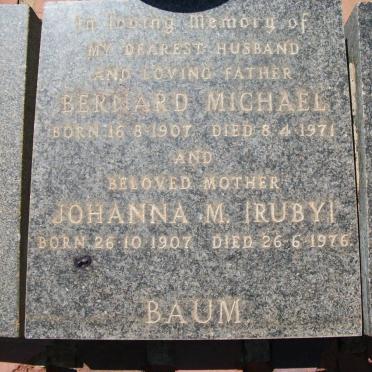 In loving Memory of
MY DEAREST HUSBAND
AND LOVING FATHER
BERNARD MICHAEL
BORN 16·8·1907 DIED 8·4·1971
AND
BELOVED MOTHER
JOHANNA M. (RUBY)
BORN 26·10·1907 DIED 26·6·1976
BAUM